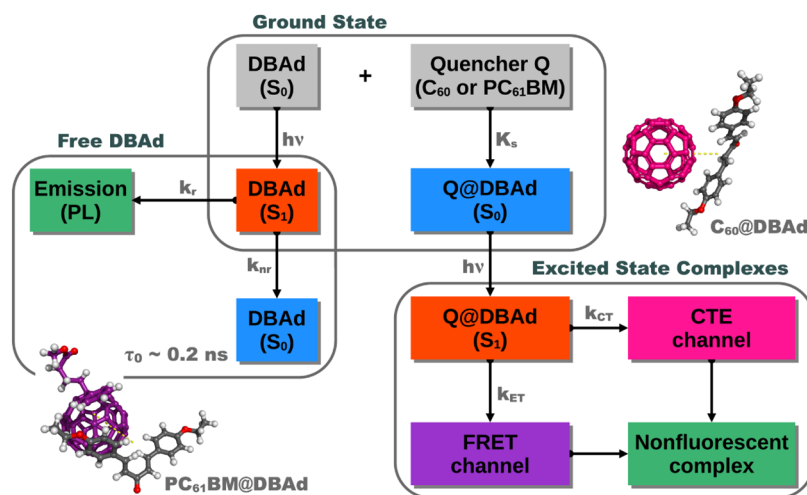 Ground State
DBAd
(S₀)
+
Quencher Q
(C₆₀ or PC₆₁BM)
hν
Kₛ
Free DBAd
Emission
(PL)
kᵣ
DBAd
(S₁)
Q@DBAd
(S₀)
C₆₀@DBAd
kₙᵣ
hν
Excited State Complexes
DBAd
(S₀)
Q@DBAd
(S₁)
k_CT
CTE
channel
τ₀ ~ 0.2 ns
k_ET
FRET
channel
Nonfluorescent
complex
PC₆₁BM@DBAd